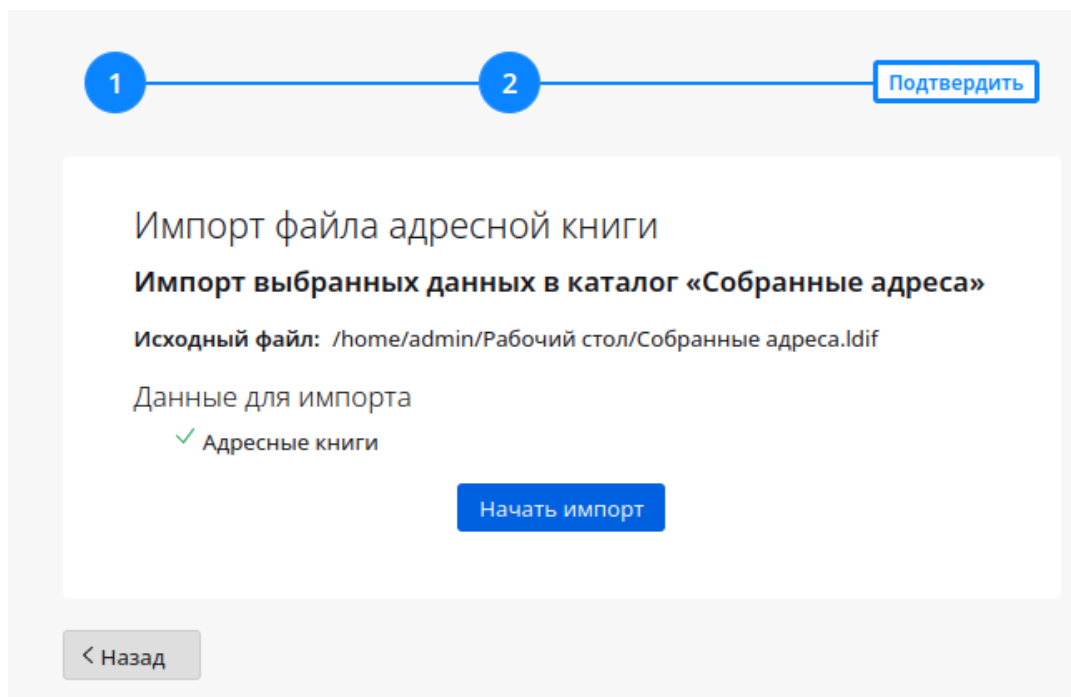 1
2
Подтвердить
Импорт файла адресной книги
Импорт выбранных данных в каталог «Собранные адреса»
Исходный файл: /home/admin/Рабочий стол/Собранные адреса.ldif
Данные для импорта
Адресные книги
Начать импорт
Назад